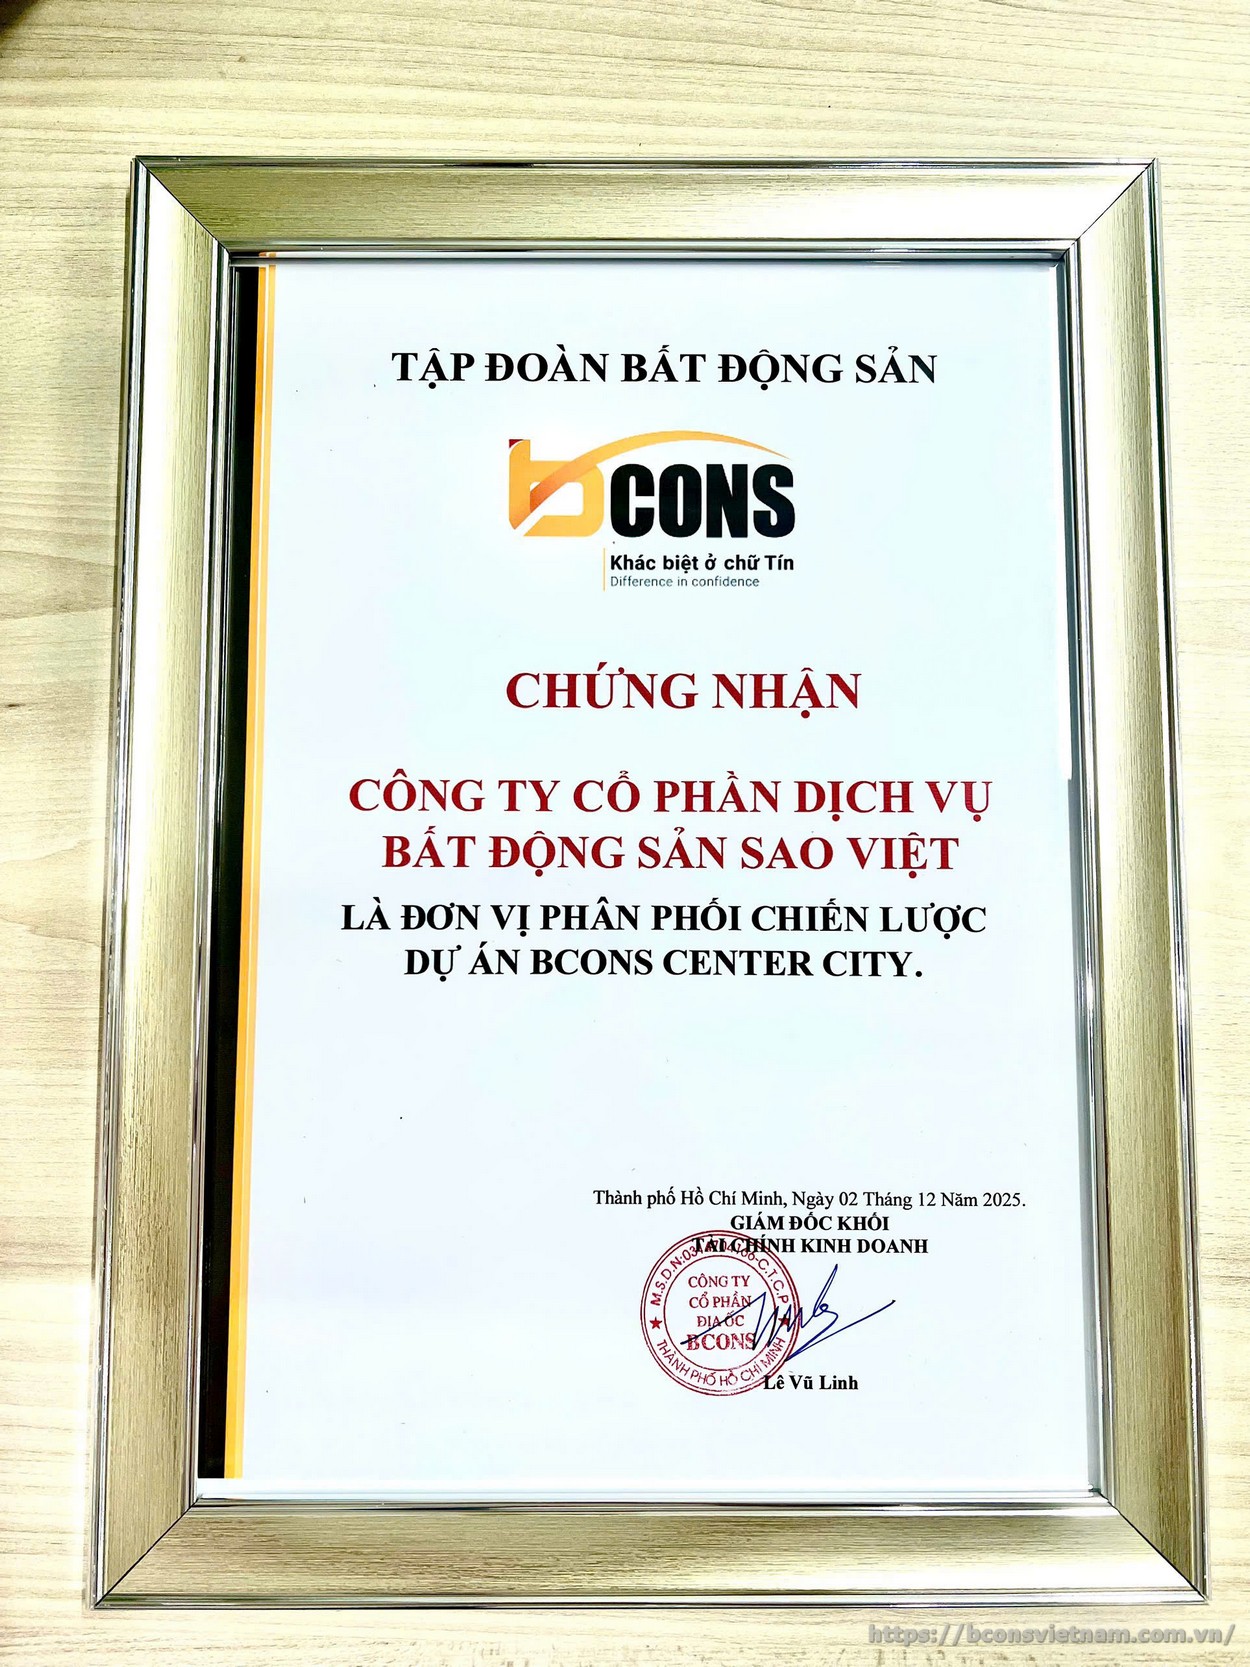 TẬP ĐOÀN BẤT ĐỘNG SẢN
bCONS
Khác biệt ở chữ Tín
Difference in confidence
CHỨNG NHẬN
CÔNG TY CỔ PHẦN DỊCH VỤ
BẤT ĐỘNG SẢN SAO VIỆT
LÀ ĐƠN VỊ PHÂN PHỐI CHIẾN LƯỢC
DỰ ÁN BCONS CENTER CITY.
Thành phố Hồ Chí Minh, Ngày 02 Tháng 12 Năm 2025.
GIÁM ĐỐC KHỐI
TÀI CHÍNH KINH DOANH
M.S.D.N: C.T.C.P
CÔNG TY
CỔ PHẦN
ĐỊA ỐC
BCONS
THÀNH PHỐ HỒ CHÍ MINH
Lê Vũ Linh
https://bconsvietnam.com.vn/